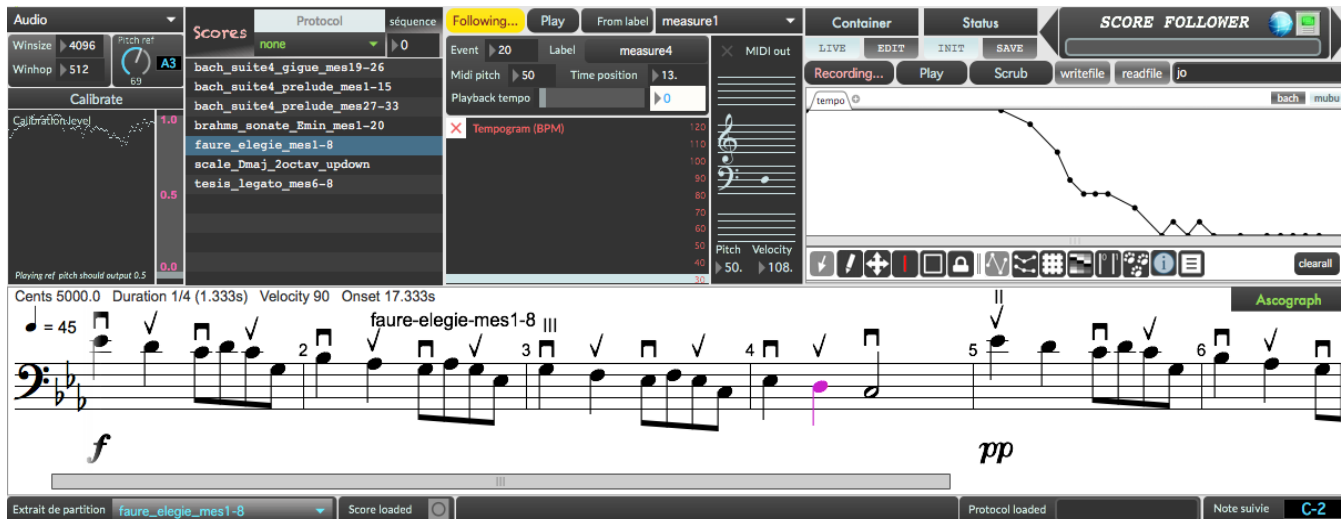 Audio
Winsize 4096
Winhop 512
Pitch ref
69
A3
Calibrate
Calibration level
1.0
0.5
0.0
Playing ref pitch should output 0.5
Scores
Protocol
séquence
none
0
bach_suite4_gigue_mes19-26
bach_suite4_prelude_mes1-15
bach_suite4_prelude_mes27-33
brahms_sonate_Emin_mes1-20
faure_elegie_mes1-8
scale_Dmaj_2octav_updown
tesis_legato_mes6-8
Following... Play From label measure1
Event 20 Label measure4
Midi pitch 50 Time position 13.
Playback tempo 0
Tempogram (BPM)
120
110
100
90
80
70
60
50
40
30
MIDI out
Pitch Velocity
50. 108.
Container Status
LIVE EDIT INIT SAVE
SCORE FOLLOWER
Recording... Play Scrub writefile readfile jo
tempo
bach mubu
clearall
Cents 5000.0 Duration 1/4 (1.333s) Velocity 90 Onset 17.333s
Ascograph
= 45
faure-elegie-mes1-8
III
II
2
3
4
5
6
f
pp
Extrait de partition faure_elegie_mes1-8 Score loaded
Protocol loaded
Note suivie C-2